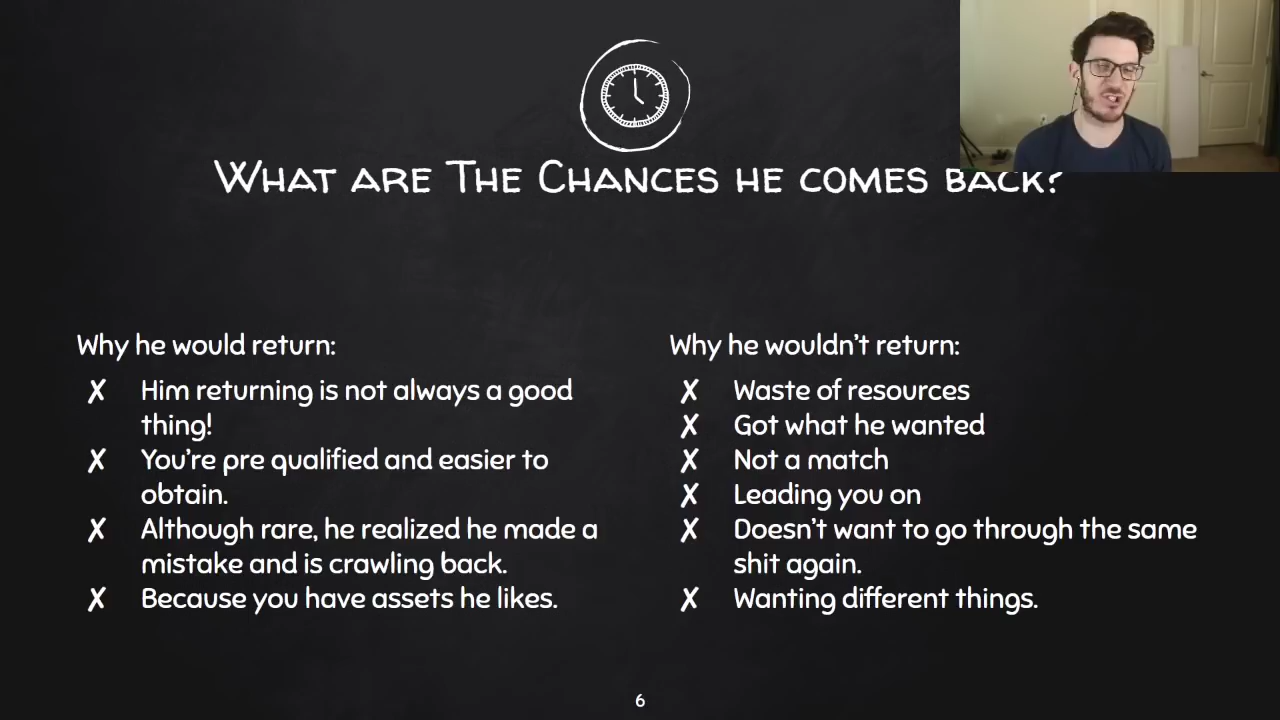 What are The Chances he comes back?
Why he would return:
✗ Him returning is not always a good
thing!
✗ You're pre qualified and easier to
obtain.
✗ Although rare, he realized he made a
mistake and is crawling back.
✗ Because you have assets he likes.
Why he wouldn't return:
✗ Waste of resources
✗ Got what he wanted
✗ Not a match
✗ Leading you on
✗ Doesn't want to go through the same
shit again.
✗ Wanting different things.
6